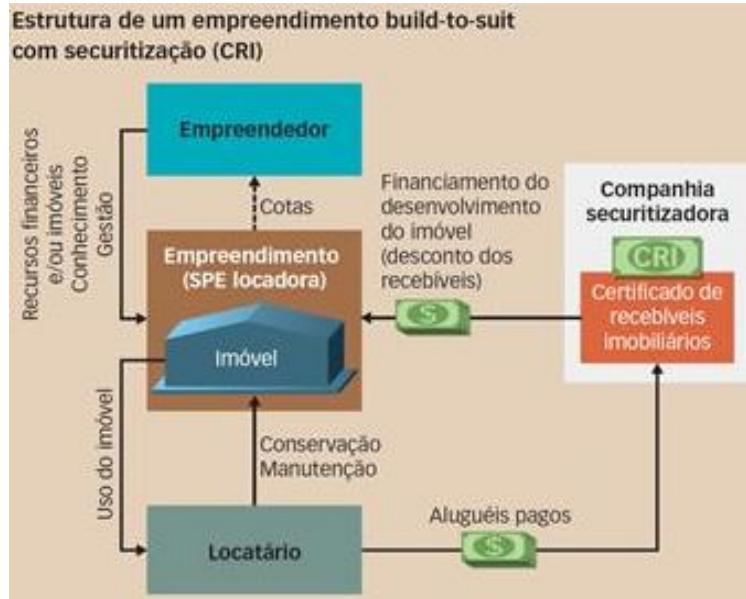 Estrutura de um empreendimento build-to-suit
com securitização (CRI)
Empreendedor
Recursos financeiros
e/ou imóveis
Conhecimento
Gestão
Cotas
Empreendimento
(SPE locadora)
Imóvel
Financiamento do
desenvolvimento
do imóvel
(desconto dos
recebíveis)
$
Companhia
securitizadora
CRI
Certificado de
recebíveis
imobiliários
Uso do imóvel
Conservação
Manutenção
Locatário
Aluguéis pagos
$